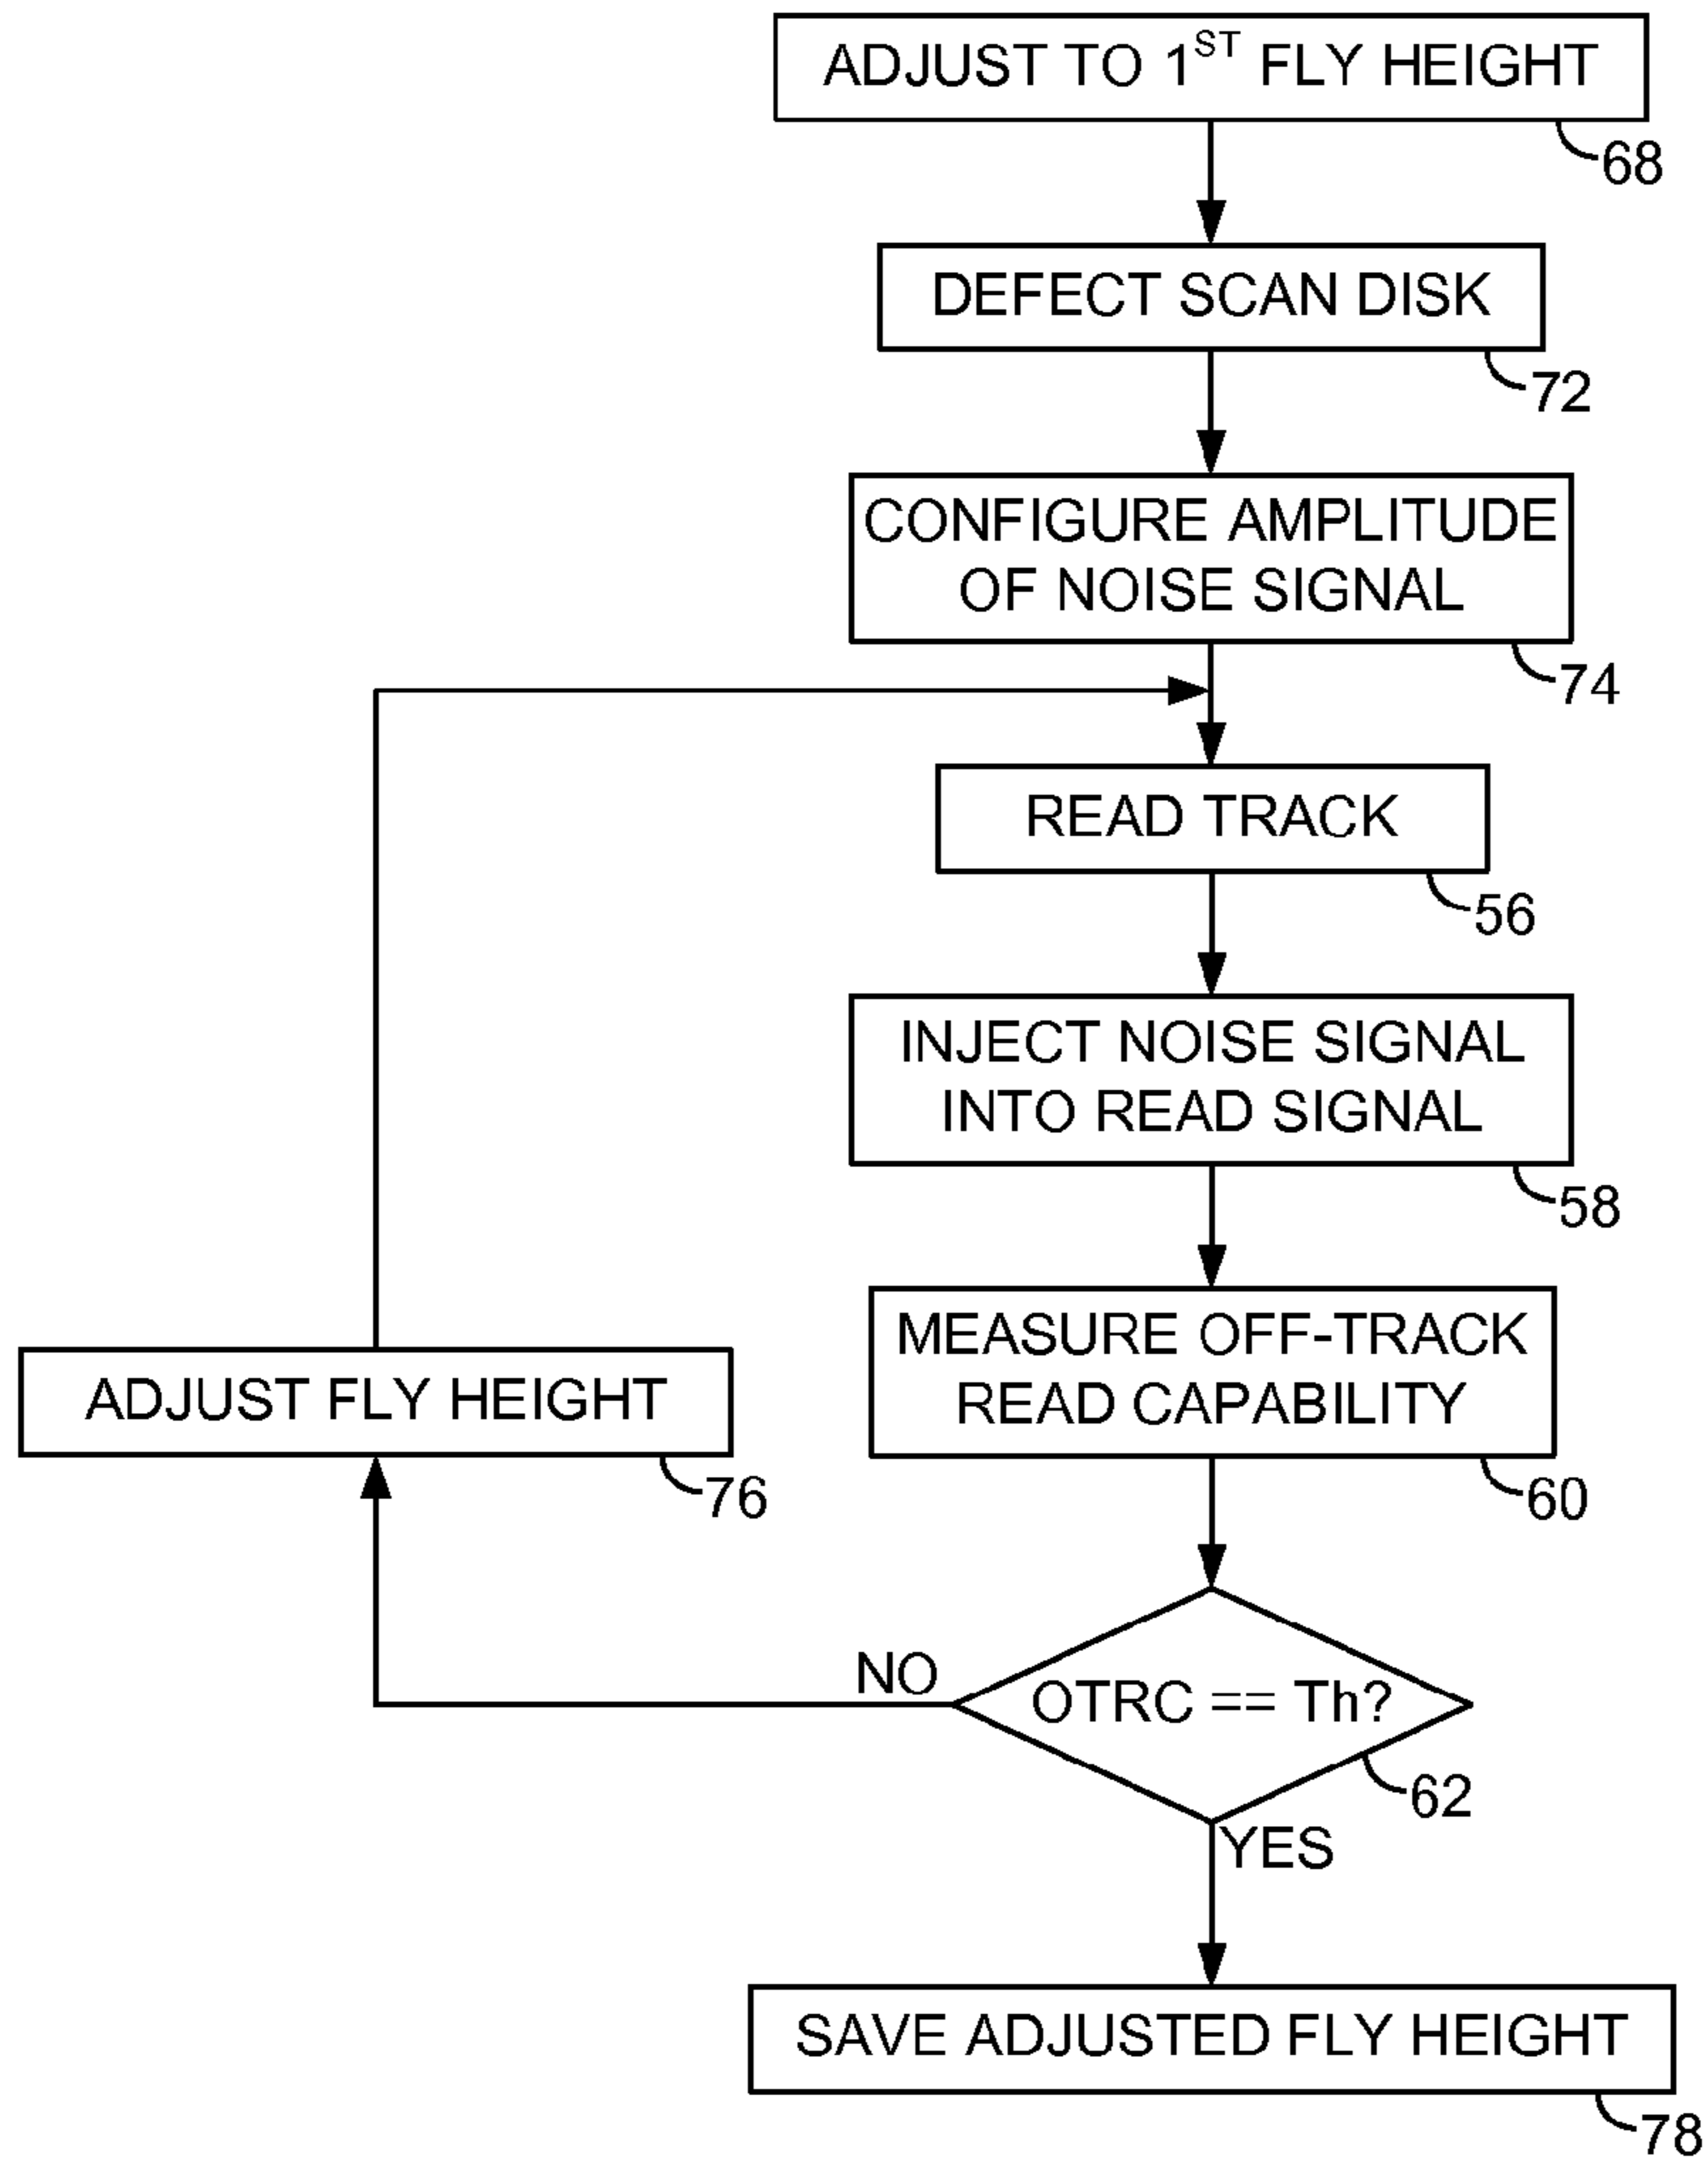 ADJUST TO 1ST FLY HEIGHT
68
DEFECT SCAN DISK
72
CONFIGURE AMPLITUDE
OF NOISE SIGNAL
74
READ TRACK
56
INJECT NOISE SIGNAL
INTO READ SIGNAL
58
MEASURE OFF-TRACK
READ CAPABILITY
60
ADJUST FLY HEIGHT
76
NO
OTRC == Th?
62
YES
SAVE ADJUSTED FLY HEIGHT
78